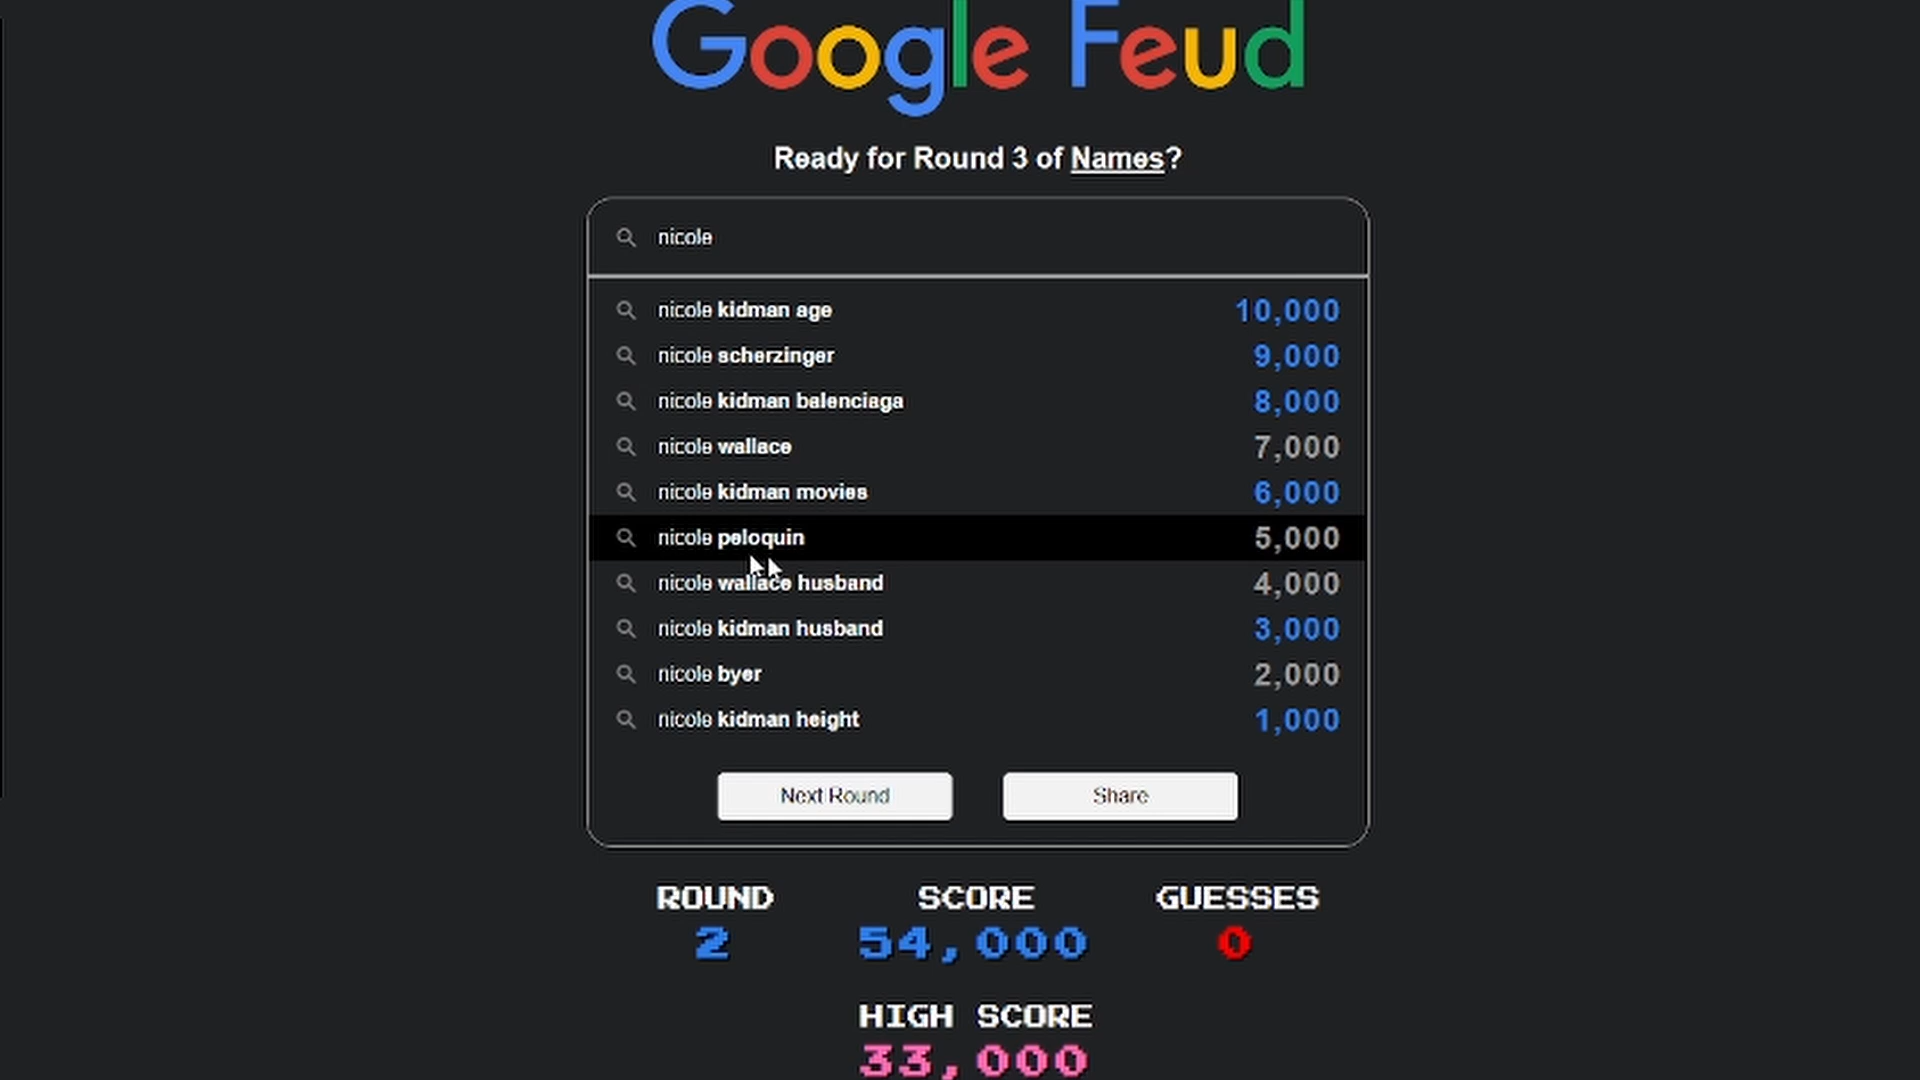 Google Feud
Ready for Round 3 of Names?
nicole
nicole kidman age 10,000
nicole scherzinger 9,000
nicole kidman balenciaga 8,000
nicole wallace 7,000
nicole kidman movies 6,000
nicole peloquin 5,000
nicole wallace husband 4,000
nicole kidman husband 3,000
nicole byer 2,000
nicole kidman height 1,000
Next Round Share
ROUND SCORE GUESSES
2 54,000 0
HIGH SCORE
33,000